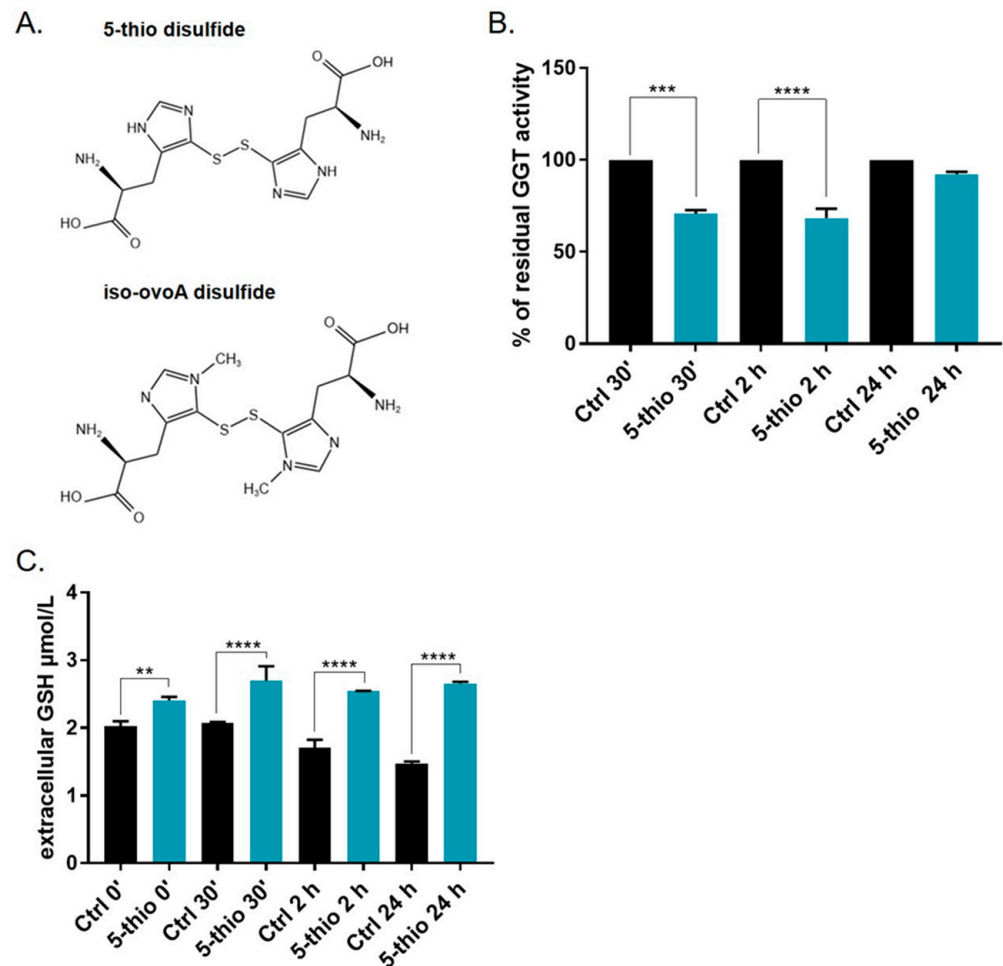 A.
5-thio disulfide
O
OH
NH₂
HN
N
S
S
NH₂
NH
N
HO
O
iso-ovoA disulfide
O
OH
CH₃
N
N
NH₂
S
S
NH₂
N
N
H₃C
HO
O
B.
% of residual GGT activity
150
100
50
0
***
****
Ctrl 30'
5-thio 30'
Ctrl 2 h
5-thio 2 h
Ctrl 24 h
5-thio 24 h
C.
extracellular GSH µmol/L
4
3
2
1
0
**
****
****
****
Ctrl 0'
5-thio 0'
Ctrl 30'
5-thio 30'
Ctrl 2 h
5-thio 2 h
Ctrl 24 h
5-thio 24 h